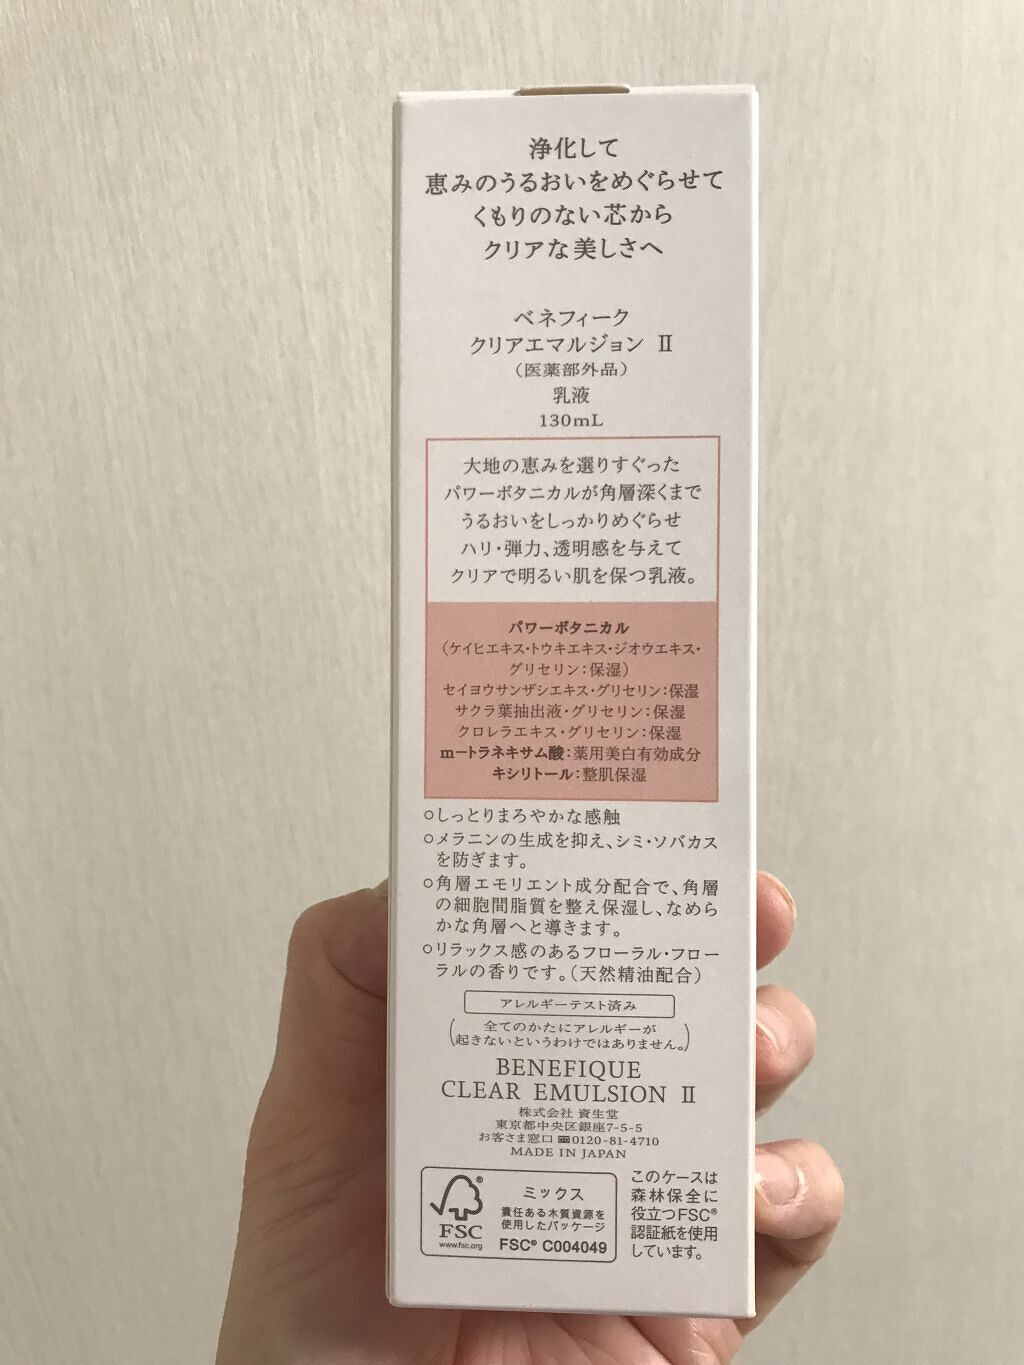 浄化して
恵みのうるおいをめぐらせて
くもりのない芯から
クリアな美しさへ
ベネフィーク
クリアエマルジョン Ⅱ
（医薬部外品）
乳液
130mL
大地の恵みを選りすぐった
パワーボタニカルが角層深くまで
うるおいをしっかりめぐらせ
ハリ・弾力、透明感を与えて
クリアで明るい肌を保つ乳液。
パワーボタニカル
（ケイヒエキス・トウキエキス・ジオウエキス・
グリセリン：保湿）
セイヨウサンザシエキス・グリセリン：保湿
サクラ葉抽出液・グリセリン：保湿
クロレラエキス・グリセリン：保湿
m－トラネキサム酸：薬用美白有効成分
キシリトール：整肌保湿
○しっとりまろやかな感触
○メラニンの生成を抑え、シミ・ソバカス
を防ぎます。
○角層エモリエント成分配合で、角層
の細胞間脂質を整え保湿し、なめら
かな角層へと導きます。
○リラックス感のあるフローラル・フロー
ラルの香りです。（天然精油配合）
アレルギーテスト済み
（全てのかたにアレルギーが
起きないというわけではありません。）
BENEFIQUE
CLEAR EMULSION Ⅱ
株式会社 資生堂
東京都中央区銀座7-5-5
お客さま窓口 0120-81-4710
MADE IN JAPAN
FSC®
www.fsc.org
ミックス
責任ある木質資源を
使用したパッケージ
FSC® C004049
このケースは
森林保全に
役立つFSC®
認証紙を使用
しています。